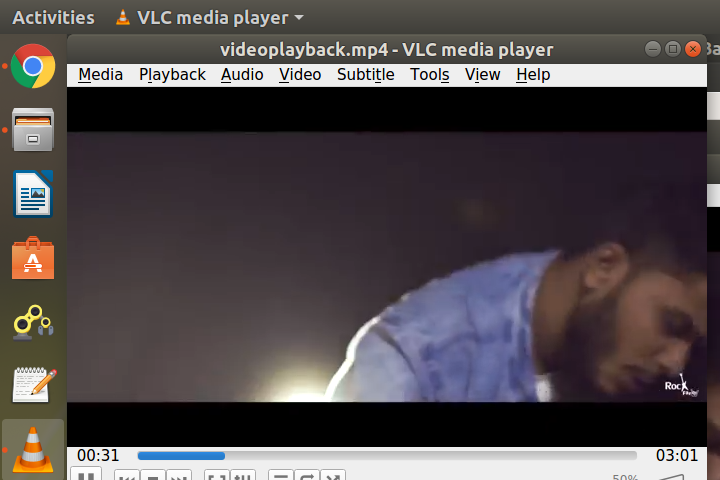 Activities VLC media player
videoplayback.mp4 - VLC media player
Media Playback Audio Video Subtitle Tools View Help
Rock
00:31 03:01
50%